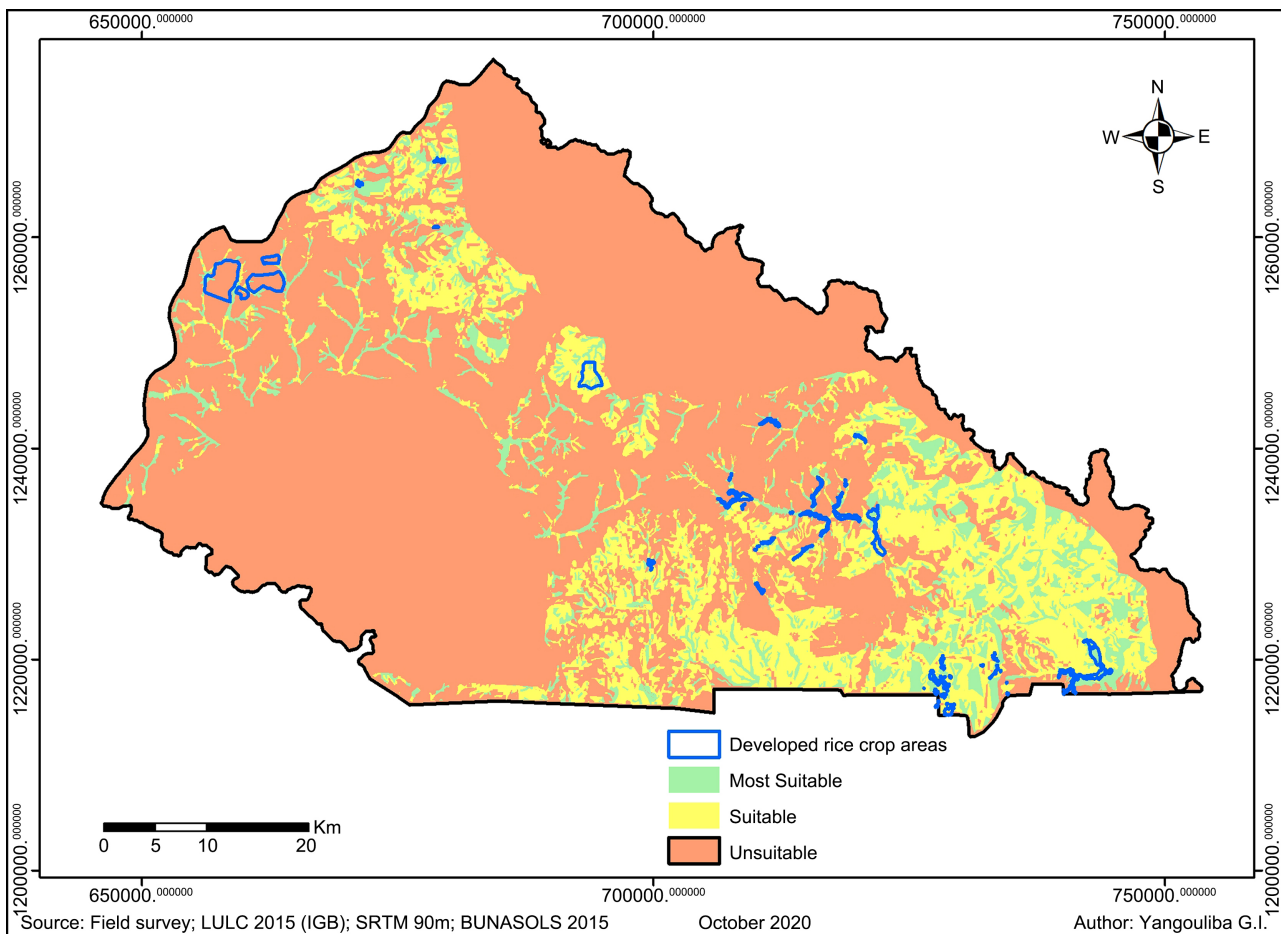 650000.000000 700000.000000 750000.000000
N
W E
S
1260000.000000 1260000.000000
1240000.000000 1240000.000000
1220000.000000 1220000.000000
1200000.000000 1200000.000000
Developed rice crop areas
Most Suitable
Suitable
Unsuitable
Km
0 5 10 20
650000.000000 700000.000000 750000.000000
Source: Field survey; LULC 2015 (IGB); SRTM 90m; BUNASOLS 2015 October 2020 Author: Yangouliba G.I.